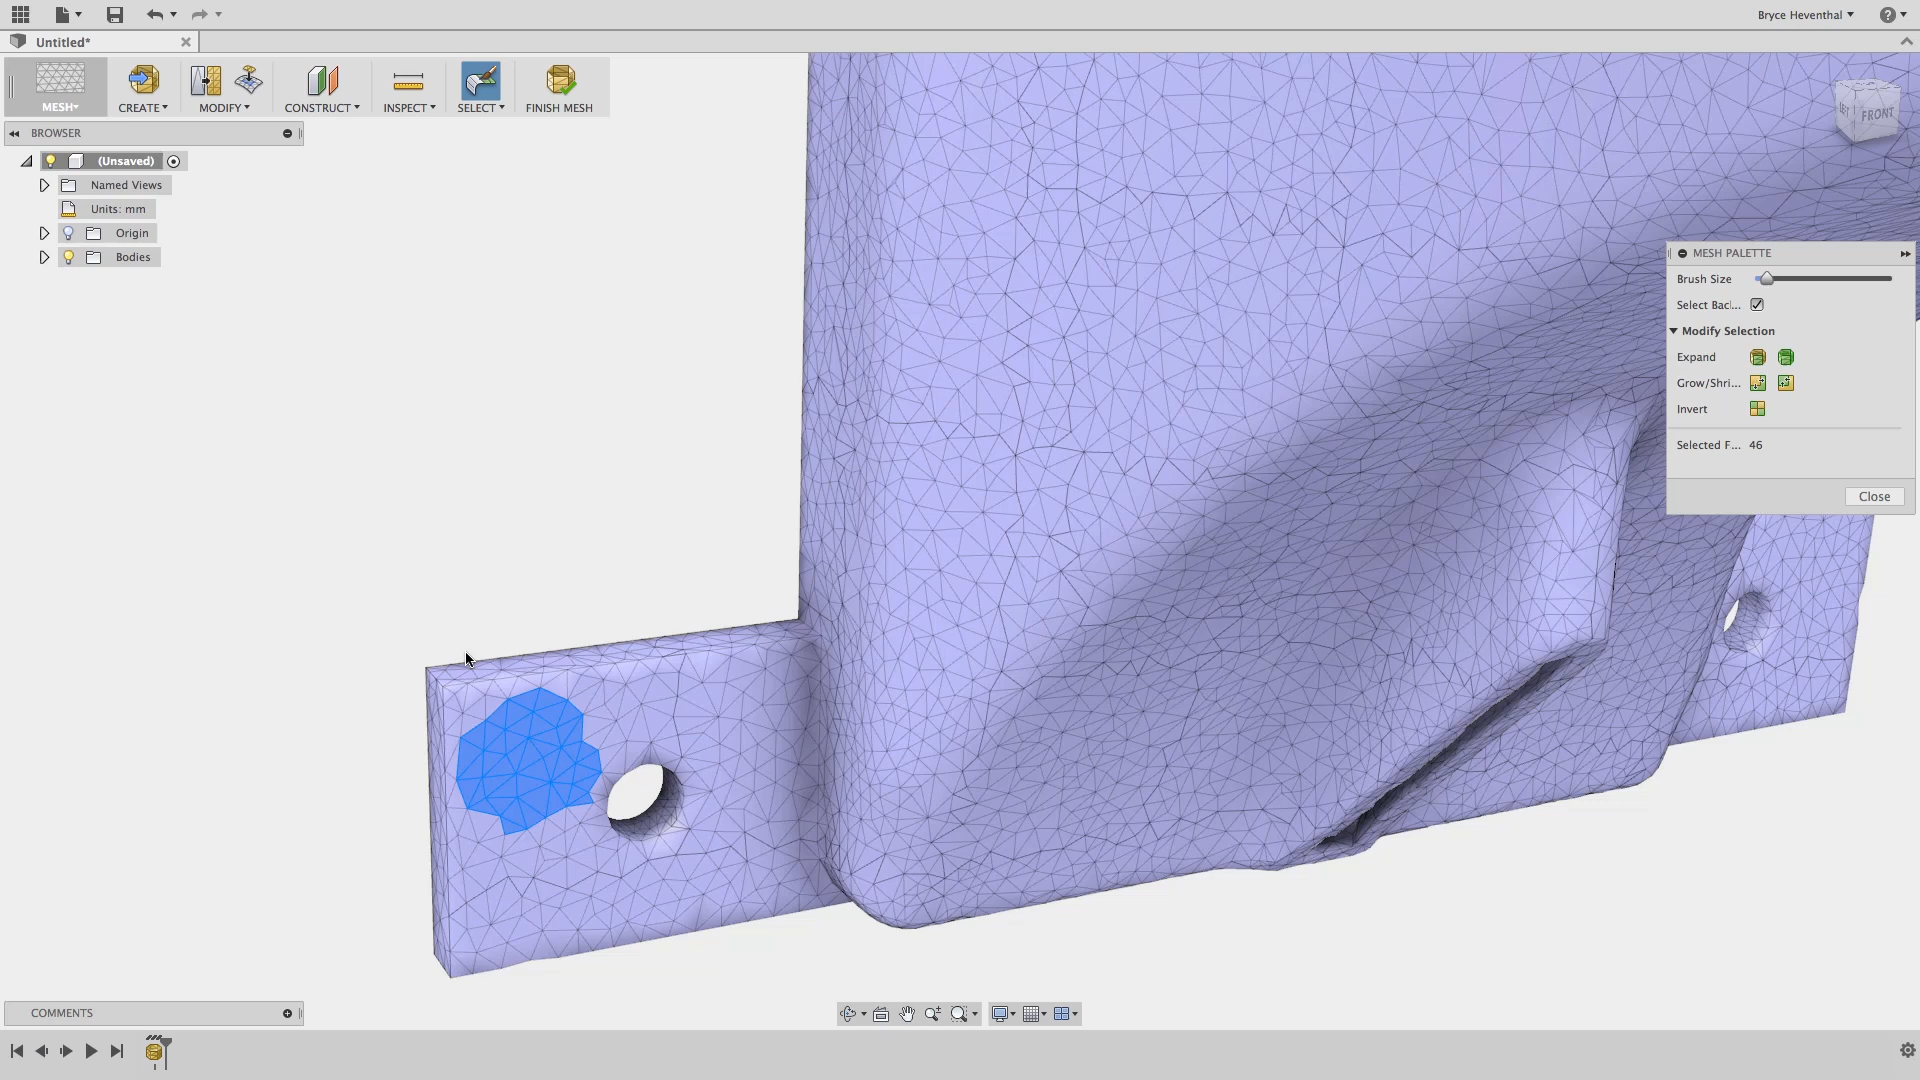 Bryce Heventhal
Untitled*
MESH
CREATE
MODIFY
CONSTRUCT
INSPECT
SELECT
FINISH MESH
BROWSER
(Unsaved)
Named Views
Units: mm
Origin
Bodies
FRONT
MESH PALETTE
Brush Size
Select Bac...
Modify Selection
Expand
Grow/Shri...
Invert
Selected F... 46
Close
COMMENTS